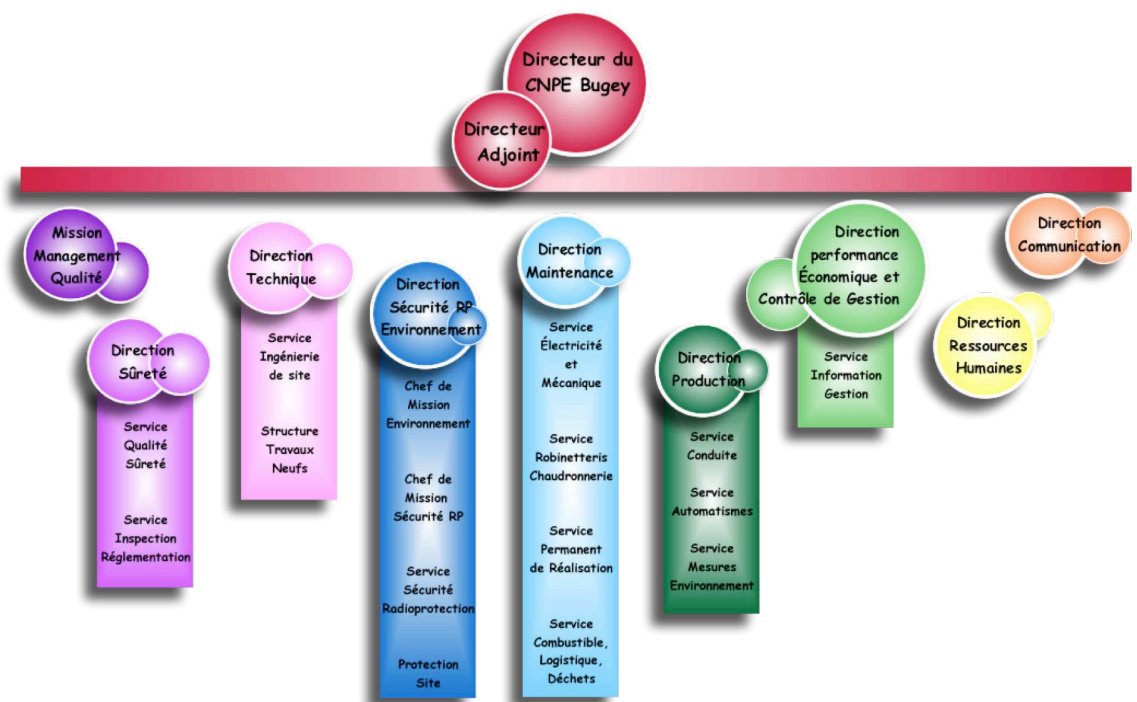 Directeur du
CNPE Bugey
Directeur
Adjoint
Mission
Management
Qualité
Direction
Sûreté
Service
Qualité
Sûreté
Service
Inspection
Réglementation
Direction
Technique
Service
Ingénierie
de site
Structure
Travaux
Neufs
Direction
Sécurité RP
Environnement
Chef de
Mission
Environnement
Chef de
Mission
Sécurité RP
Service
Sécurité
Radioprotection
Protection
Site
Direction
Maintenance
Service
Électricité
et
Mécanique
Service
Robinetteris
Chaudronnerie
Service
Permanent
de Réalisation
Service
Combustible,
Logistique,
Déchets
Direction
Production
Service
Conduite
Service
Automatismes
Service
Mesures
Environnement
Direction
performance
Économique et
Contrôle de Gestion
Service
Information
Gestion
Direction
Communication
Direction
Ressources
Humaines